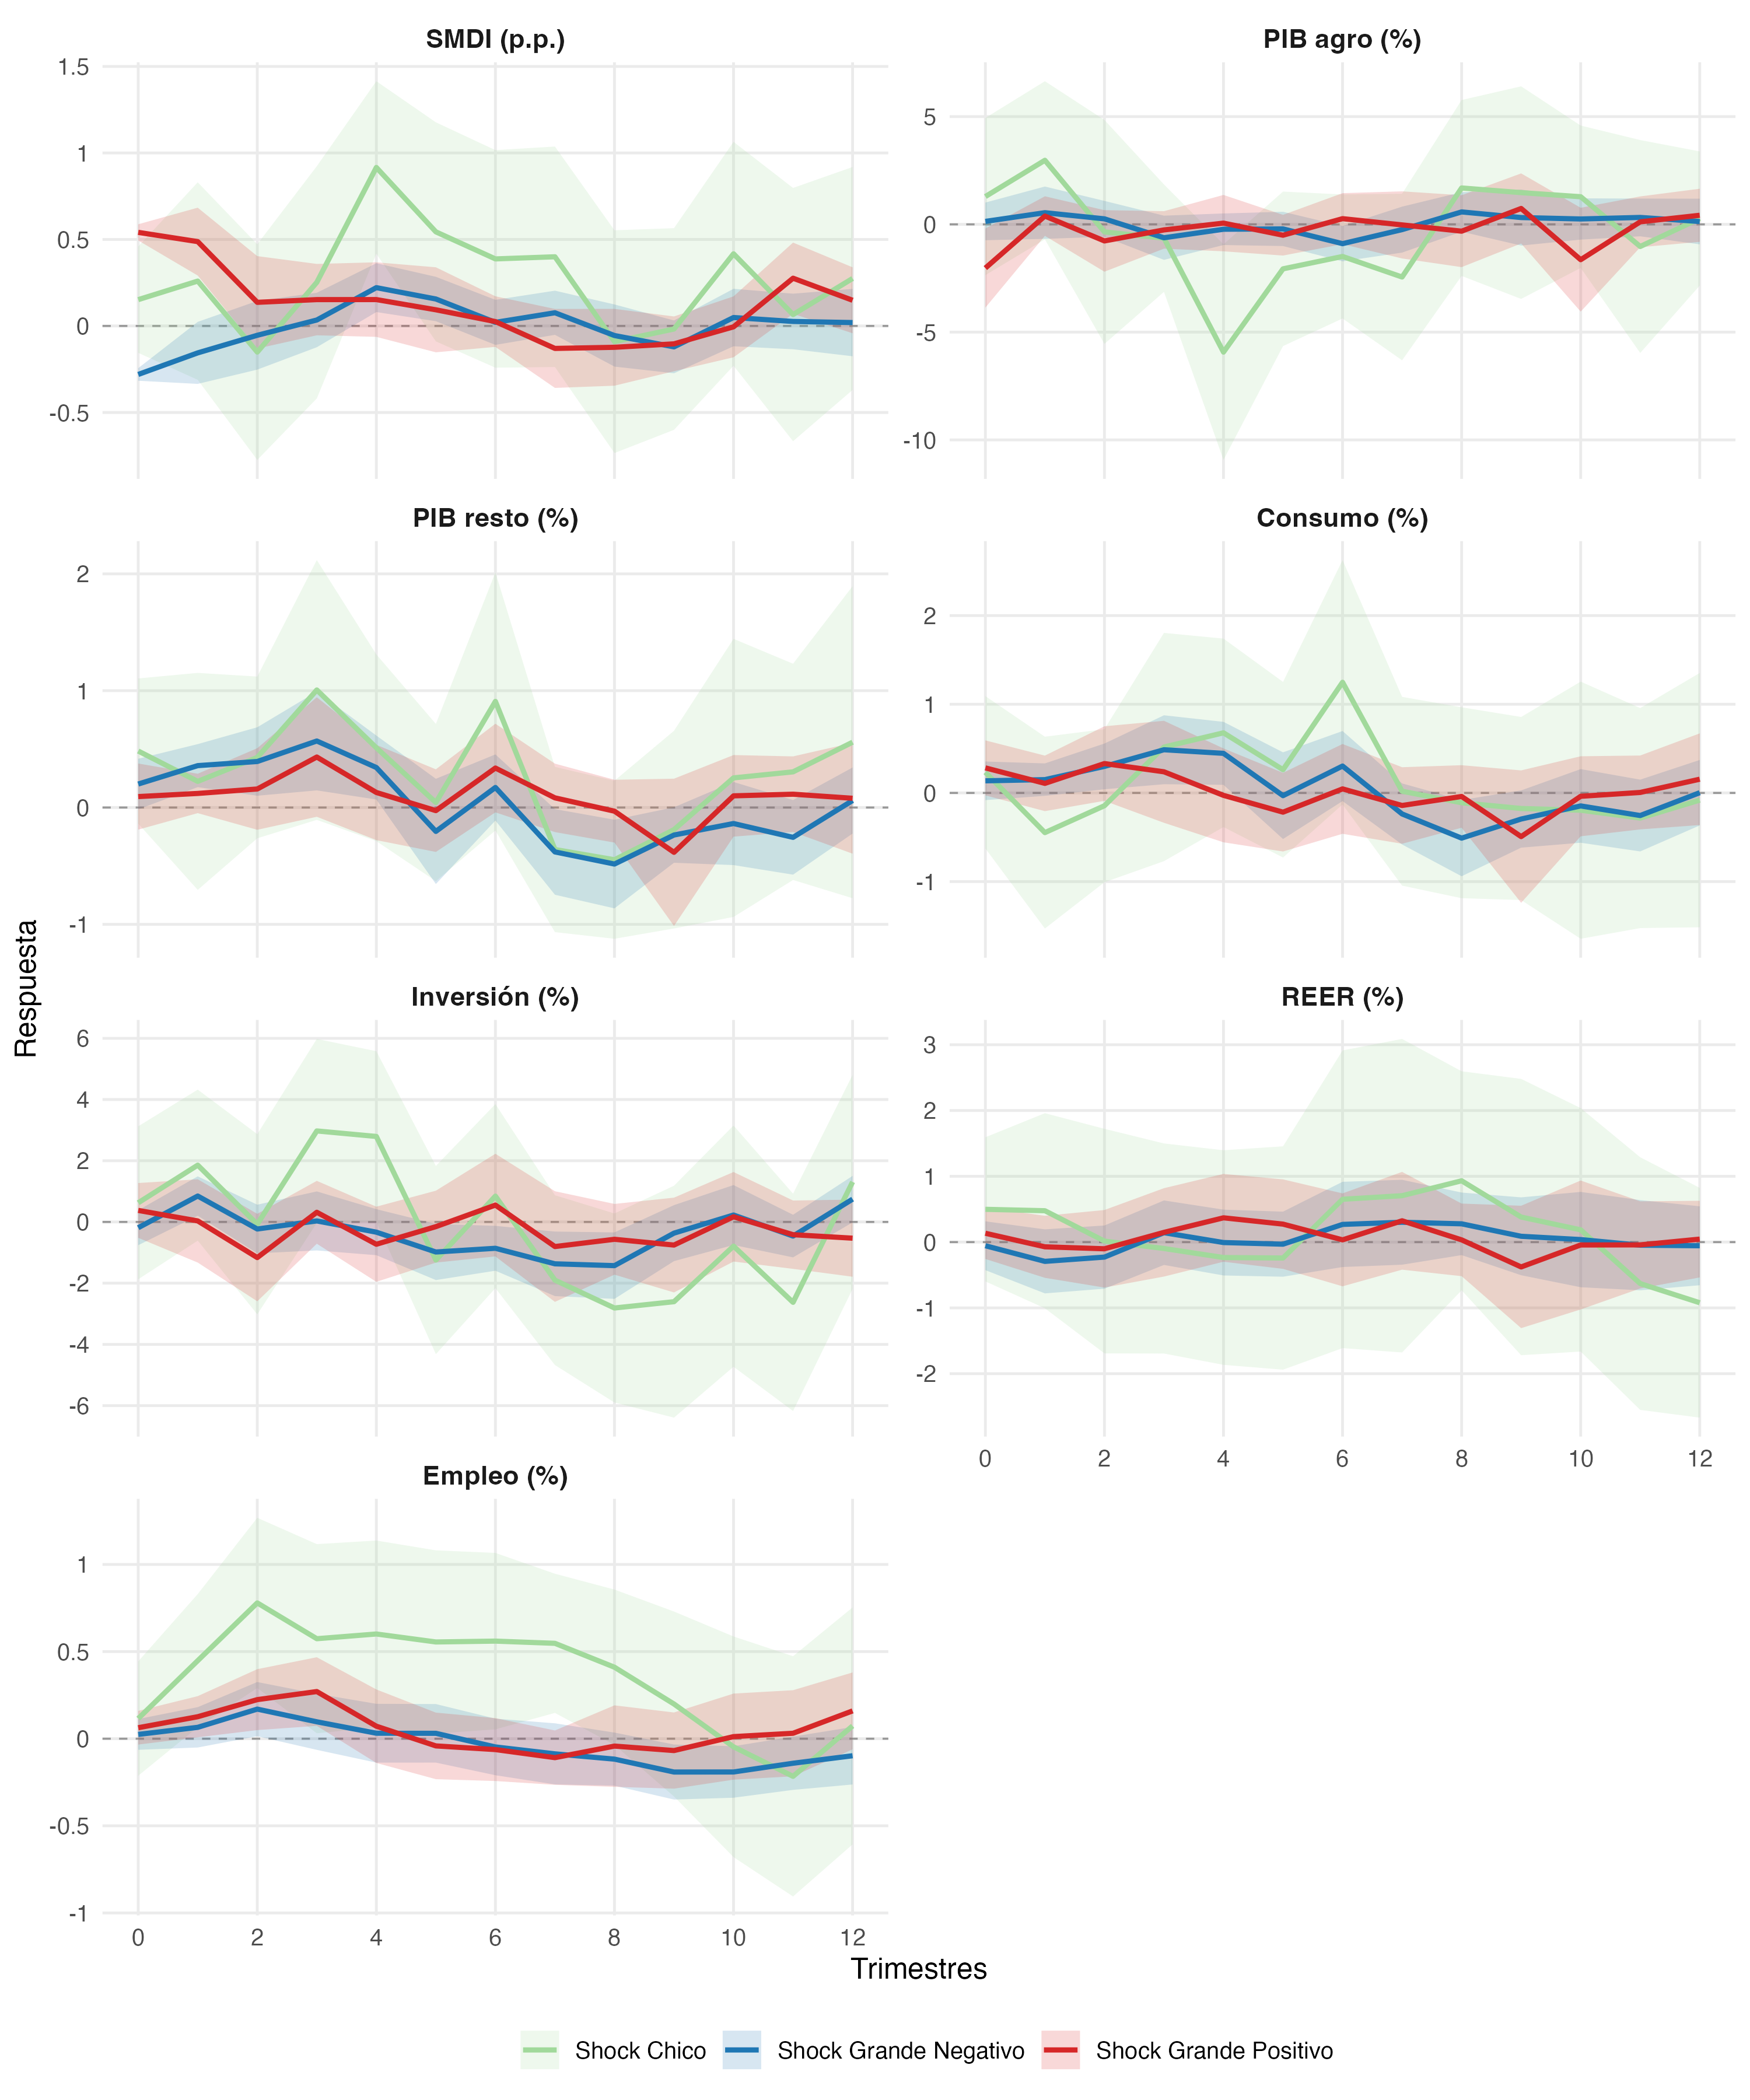 SMDI (p.p.)
1.5
1
0.5
0
-0.5
PIB agro (%)
5
0
-5
-10
PIB resto (%)
2
1
0
-1
Consumo (%)
2
1
0
-1
Respuesta
Inversión (%)
6
4
2
0
-2
-4
-6
REER (%)
3
2
1
0
-1
-2
0 2 4 6 8 10 12
Empleo (%)
1
0.5
0
-0.5
-1
0 2 4 6 8 10 12
Trimestres
Shock Chico Shock Grande Negativo Shock Grande Positivo